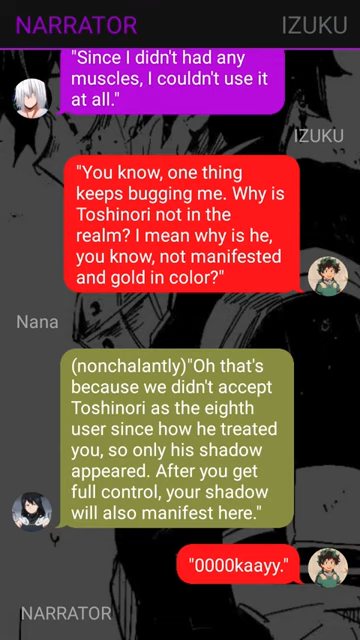 NARRATOR IZUKU
"Since I didn't had any
muscles, I couldn't use it
at all."
IZUKU
"You know, one thing
keeps bugging me. Why is
Toshinori not in the
realm? I mean why is he,
you know, not manifested
and gold in color?"
Nana
(nonchalantly)"Oh that's
because we didn't accept
Toshinori as the eighth
user since how he treated
you, so only his shadow
appeared. After you get
full control, your shadow
will also manifest here."
"0000kaayy."
NARRATOR